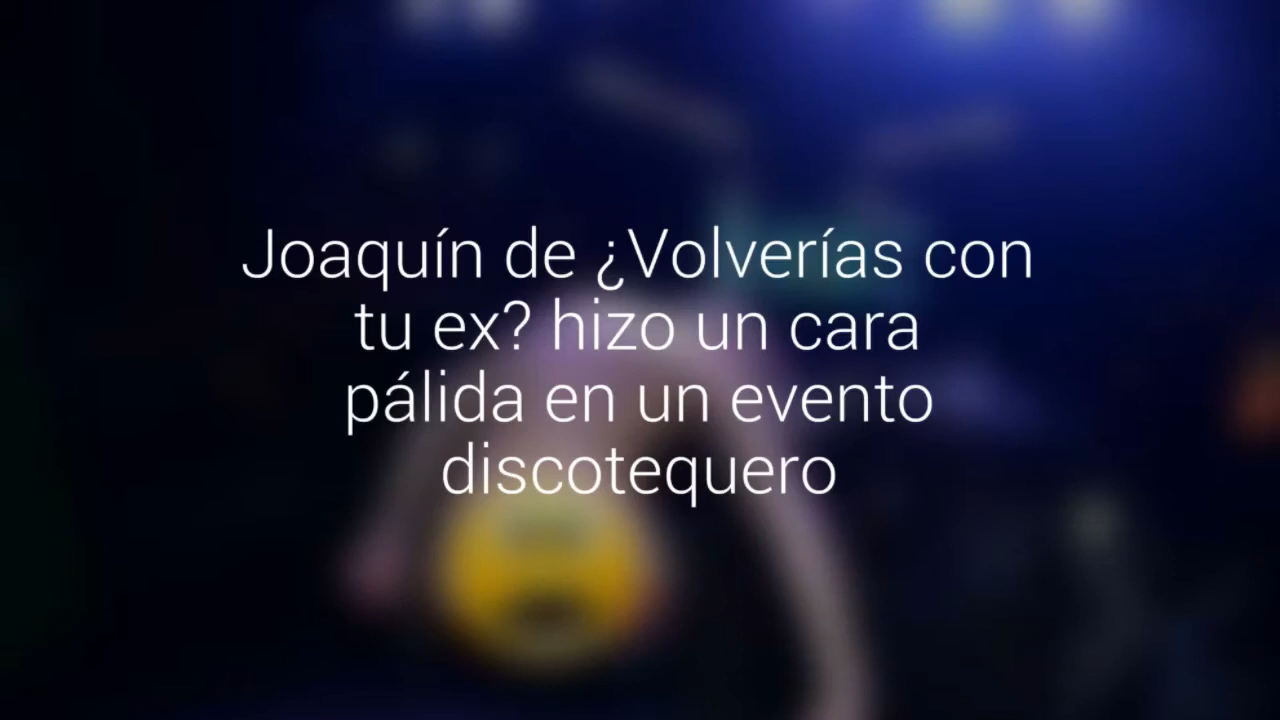 Joaquín de ¿Volverías con
tu ex? hizo un cara
pálida en un evento
discotequero